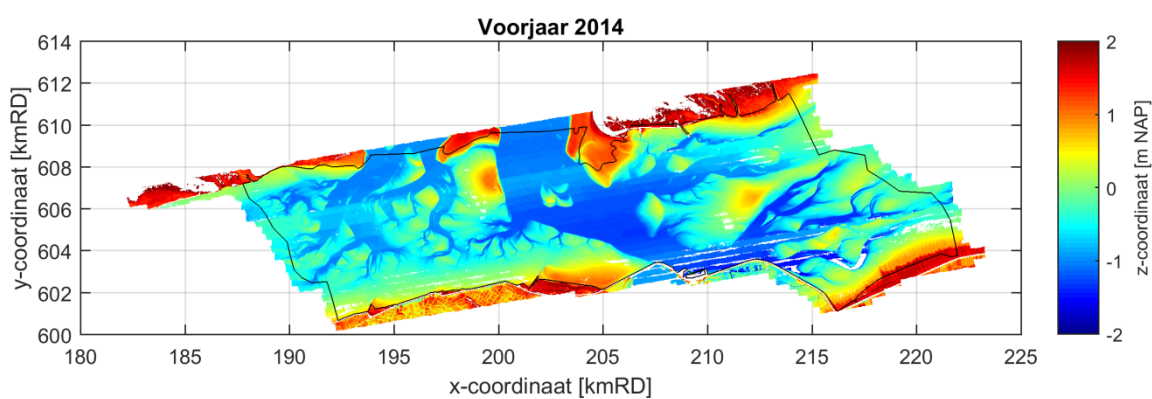 Voorjaar 2014
y-coordinaat [kmRD]
614
612
610
608
606
604
602
600
180 185 190 195 200 205 210 215 220 225
x-coordinaat [kmRD]
2
1
0
-1
-2
z-coordinaat [m NAP]